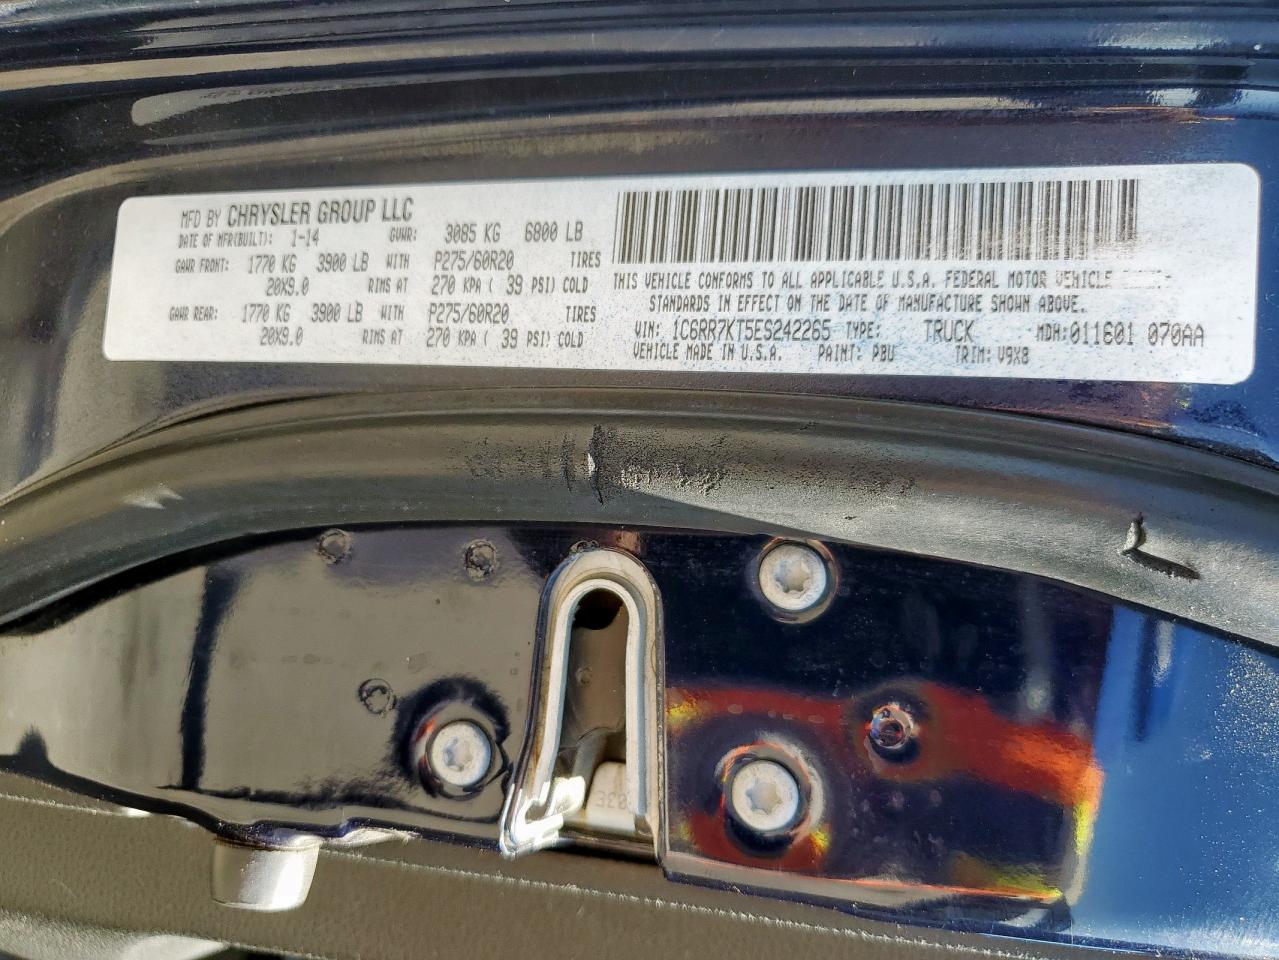 MFD BY CHRYSLER GROUP LLC
DATE OF MFR(BUILT): 1-14 GVWR: 3085 KG 6800 LB
GAWR FRONT: 1770 KG 3900 LB WITH P275/60R20 TIRES
20X9.0 RIMS AT 270 KPA ( 39 PSI) COLD
GAWR REAR: 1770 KG 3900 LB WITH P275/60R20 TIRES
20X9.0 RIMS AT 270 KPA ( 39 PSI) COLD
THIS VEHICLE CONFORMS TO ALL APPLICABLE U.S.A. FEDERAL MOTOR VEHICLE
STANDARDS IN EFFECT ON THE DATE OF MANUFACTURE SHOWN ABOVE.
VIN: 1C6RR7KT5ES242265 TYPE: TRUCK MDH: 011601 070AA
VEHICLE MADE IN U.S.A. PAINT: PBU TRIM: V9X8